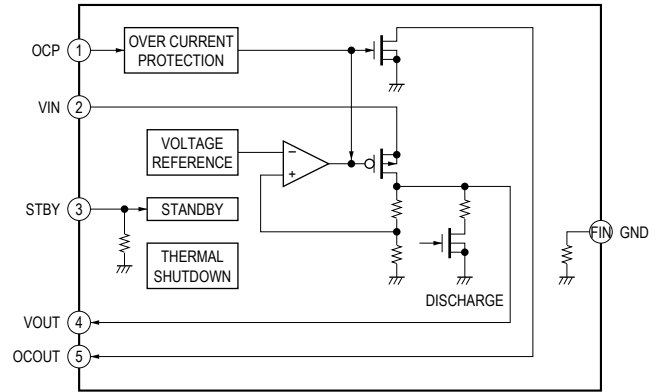 OCP 1 OVER CURRENT
PROTECTION
VIN 2
VOLTAGE
REFERENCE
−
+
STBY 3 STANDBY
FIN GND
THERMAL
SHUTDOWN
DISCHARGE
VOUT 4
OCOUT 5